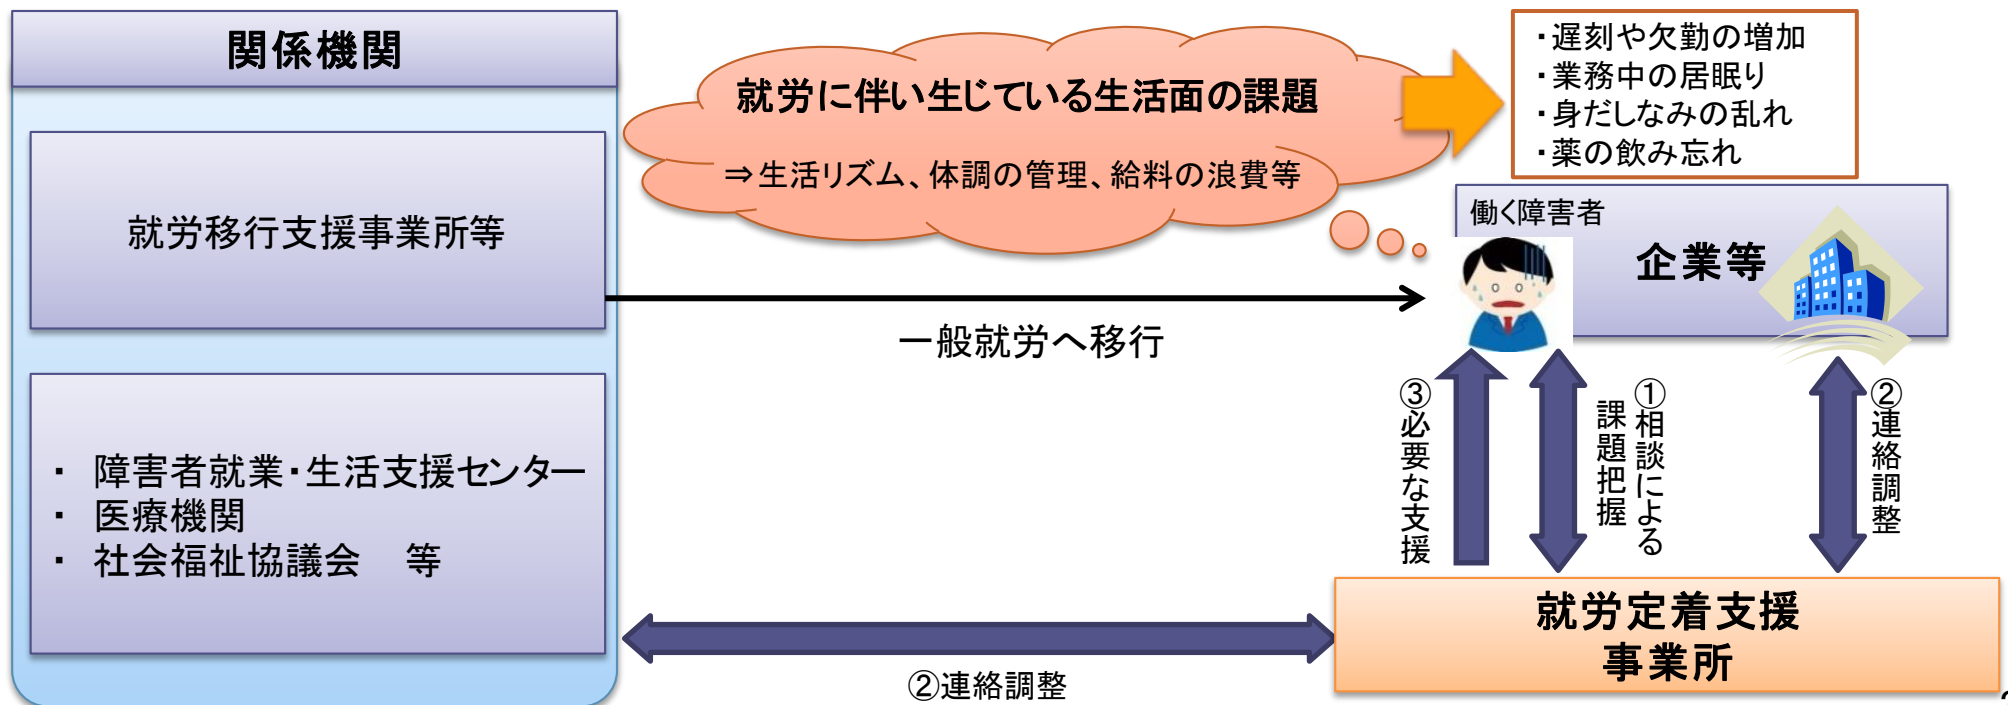 関係機関
就労移行支援事業所等
・ 障害者就業・生活支援センター
・ 医療機関
・ 社会福祉協議会 等
就労に伴い生じている生活面の課題
⇒生活リズム、体調の管理、給料の浪費等
・遅刻や欠勤の増加
・業務中の居眠り
・身だしなみの乱れ
・薬の飲み忘れ
働く障害者
企業等
一般就労へ移行
③必要な支援
①相談による
課題把握
②連絡調整
②連絡調整
就労定着支援
事業所